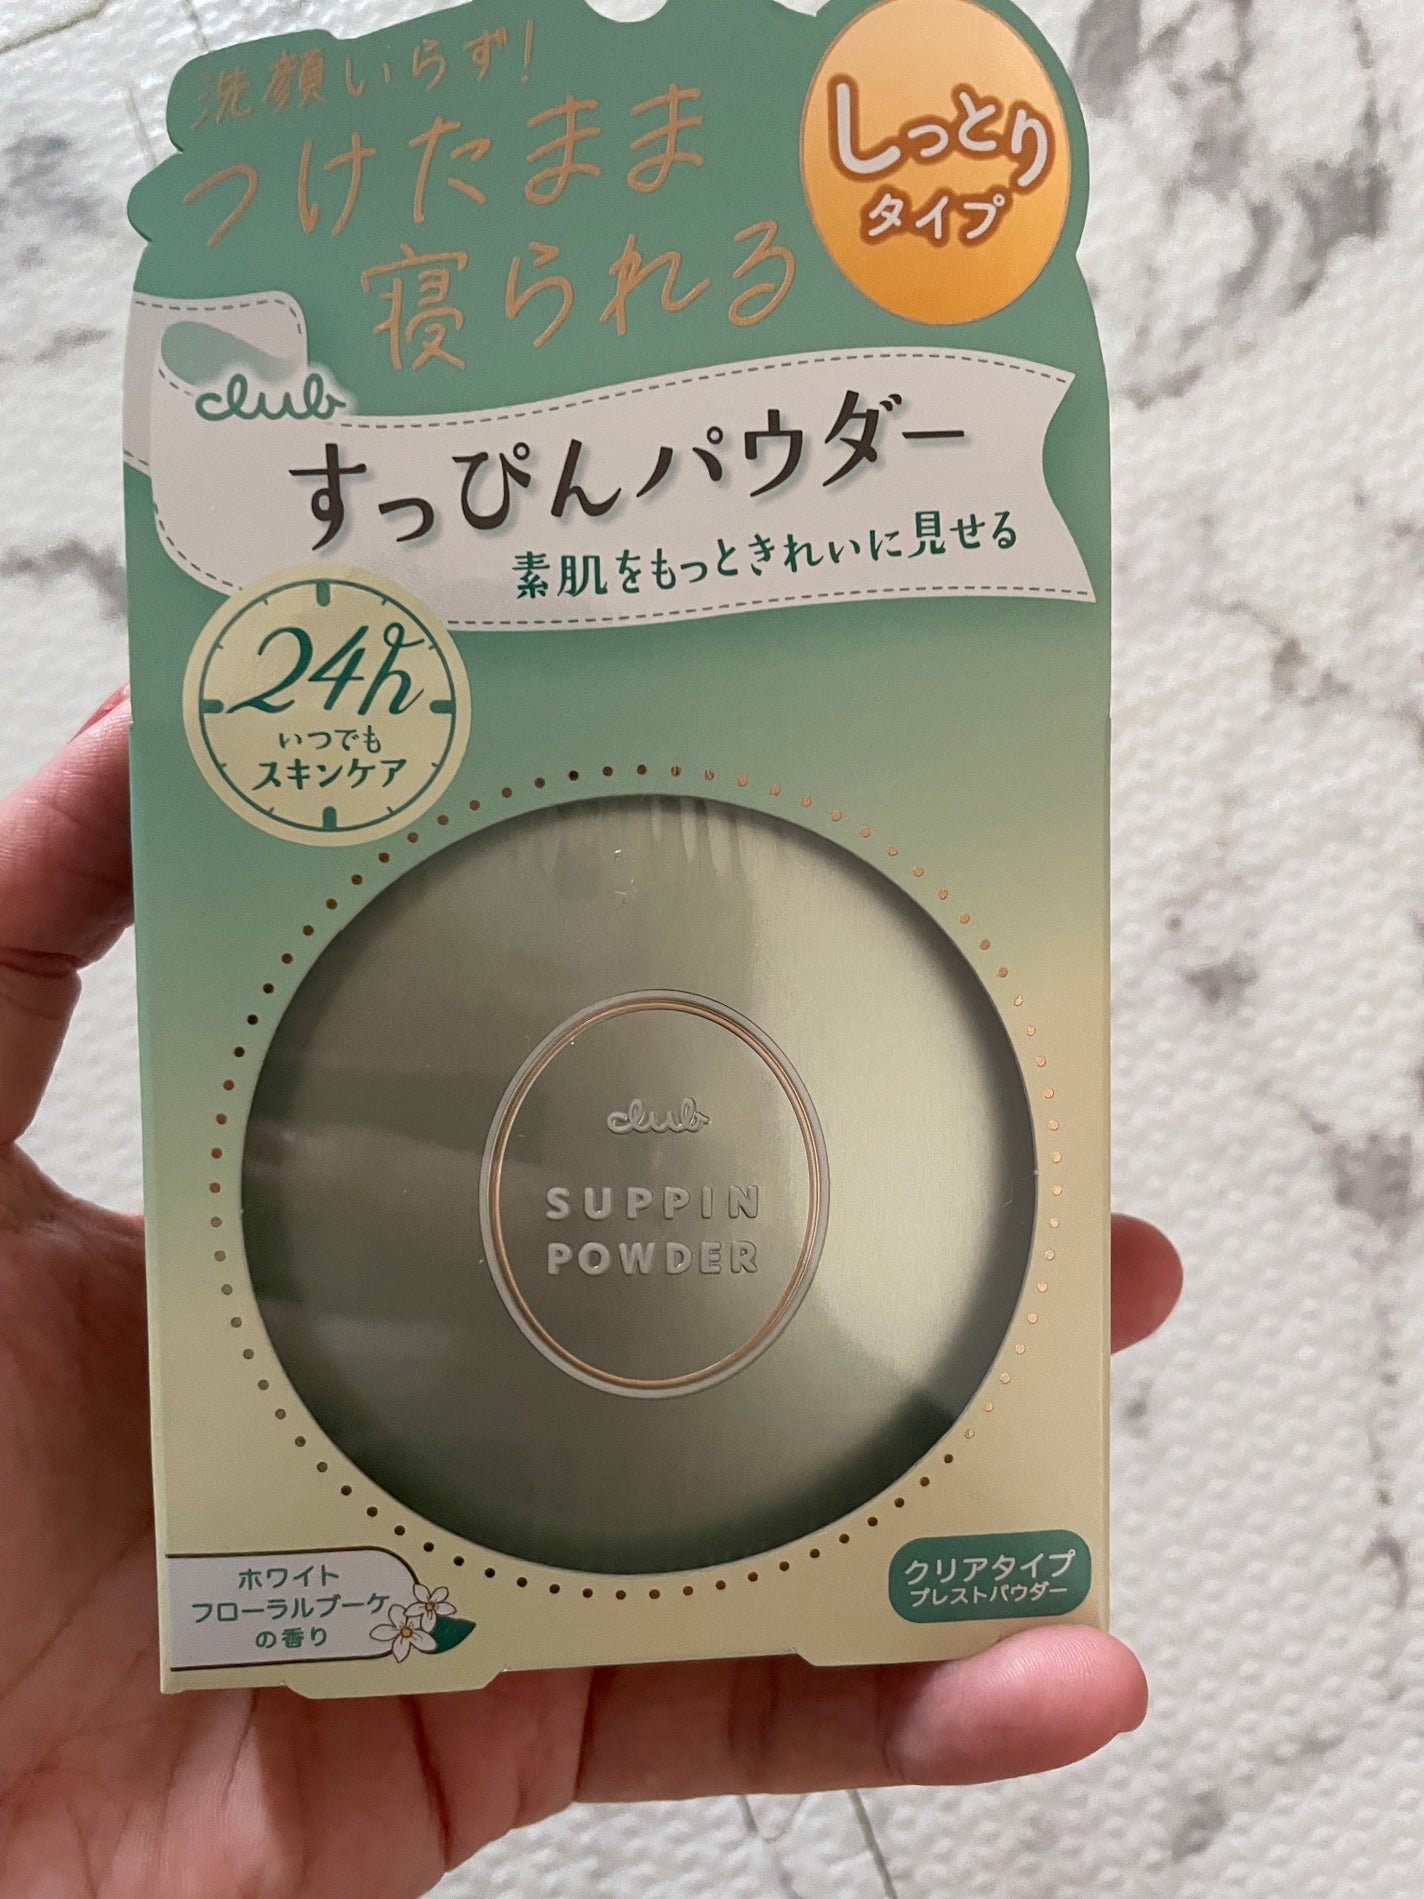 洗顔いらず!
つけたまま
寝られる
しっとり
タイプ
club
すっぴんパウダー
素肌をもっときれいに見せる
24h
いつでも
スキンケア
club
SUPPIN
POWDER
ホワイト
フローラルブーケ
の香り
クリアタイプ
プレストパウダー